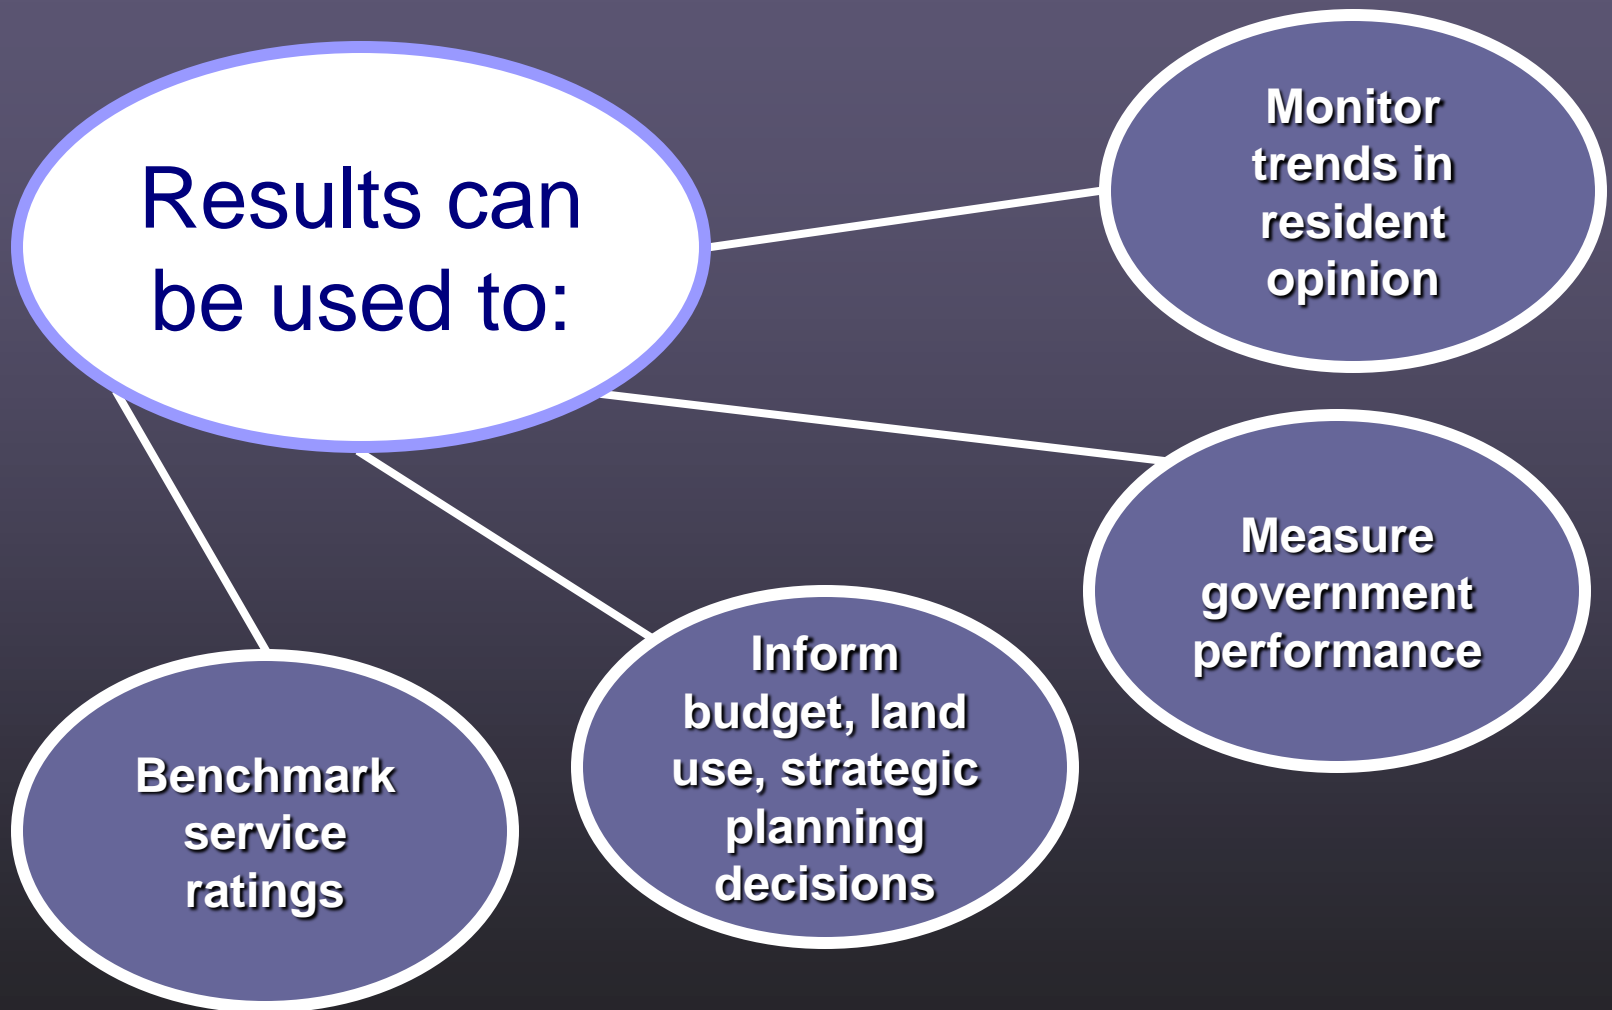 Results can
be used to:
Monitor
trends in
resident
opinion
Measure
government
performance
Inform
budget, land
use, strategic
planning
decisions
Benchmark
service
ratings